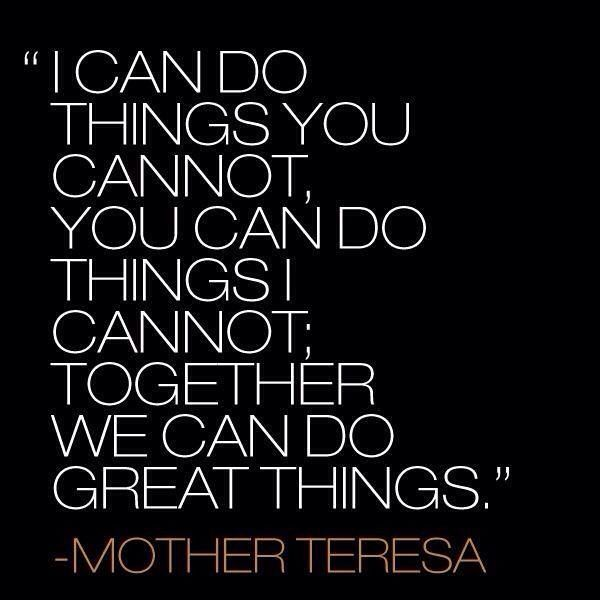 “I CAN DO
THINGS YOU
CANNOT,
YOU CAN DO
THINGS I
CANNOT;
TOGETHER
WE CAN DO
GREAT THINGS.”
-MOTHER TERESA